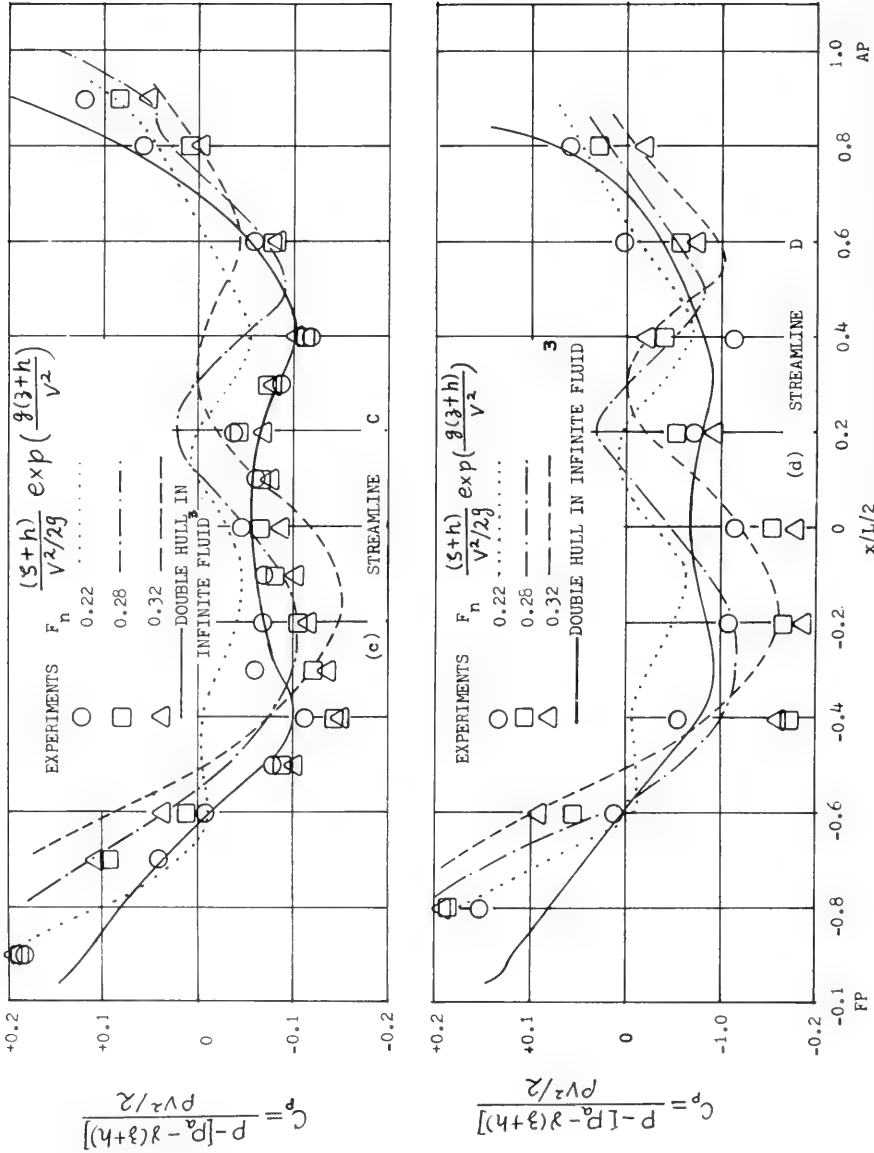 C_p = P-[P_a-γ(z+h)] / ρV²/2
+0.2
+0.1
0
-0.1
-0.2
EXPERIMENTS F_n (ζ+h) / V²/2g exp(g(z+h) / V²)
0.22
0.28
0.32
DOUBLE HULL IN
INFINITE FLUID 3
(c) STREAMLINE C
C_p = P-[P_a-γ(z+h)] / ρV²/2
0.2
+0.1
0
-1.0
-0.2
EXPERIMENTS F_n (ζ+h) / V²/2g exp(g(z+h) / V²)
0.22
0.28
0.32
DOUBLE HULL IN INFINITE FLUID 3
(d) STREAMLINE D
-0.1 -0.8 -0.6 -0.4 -0.2 0 0.2 0.4 0.6 0.8 1.0
FP x/L/2 AP